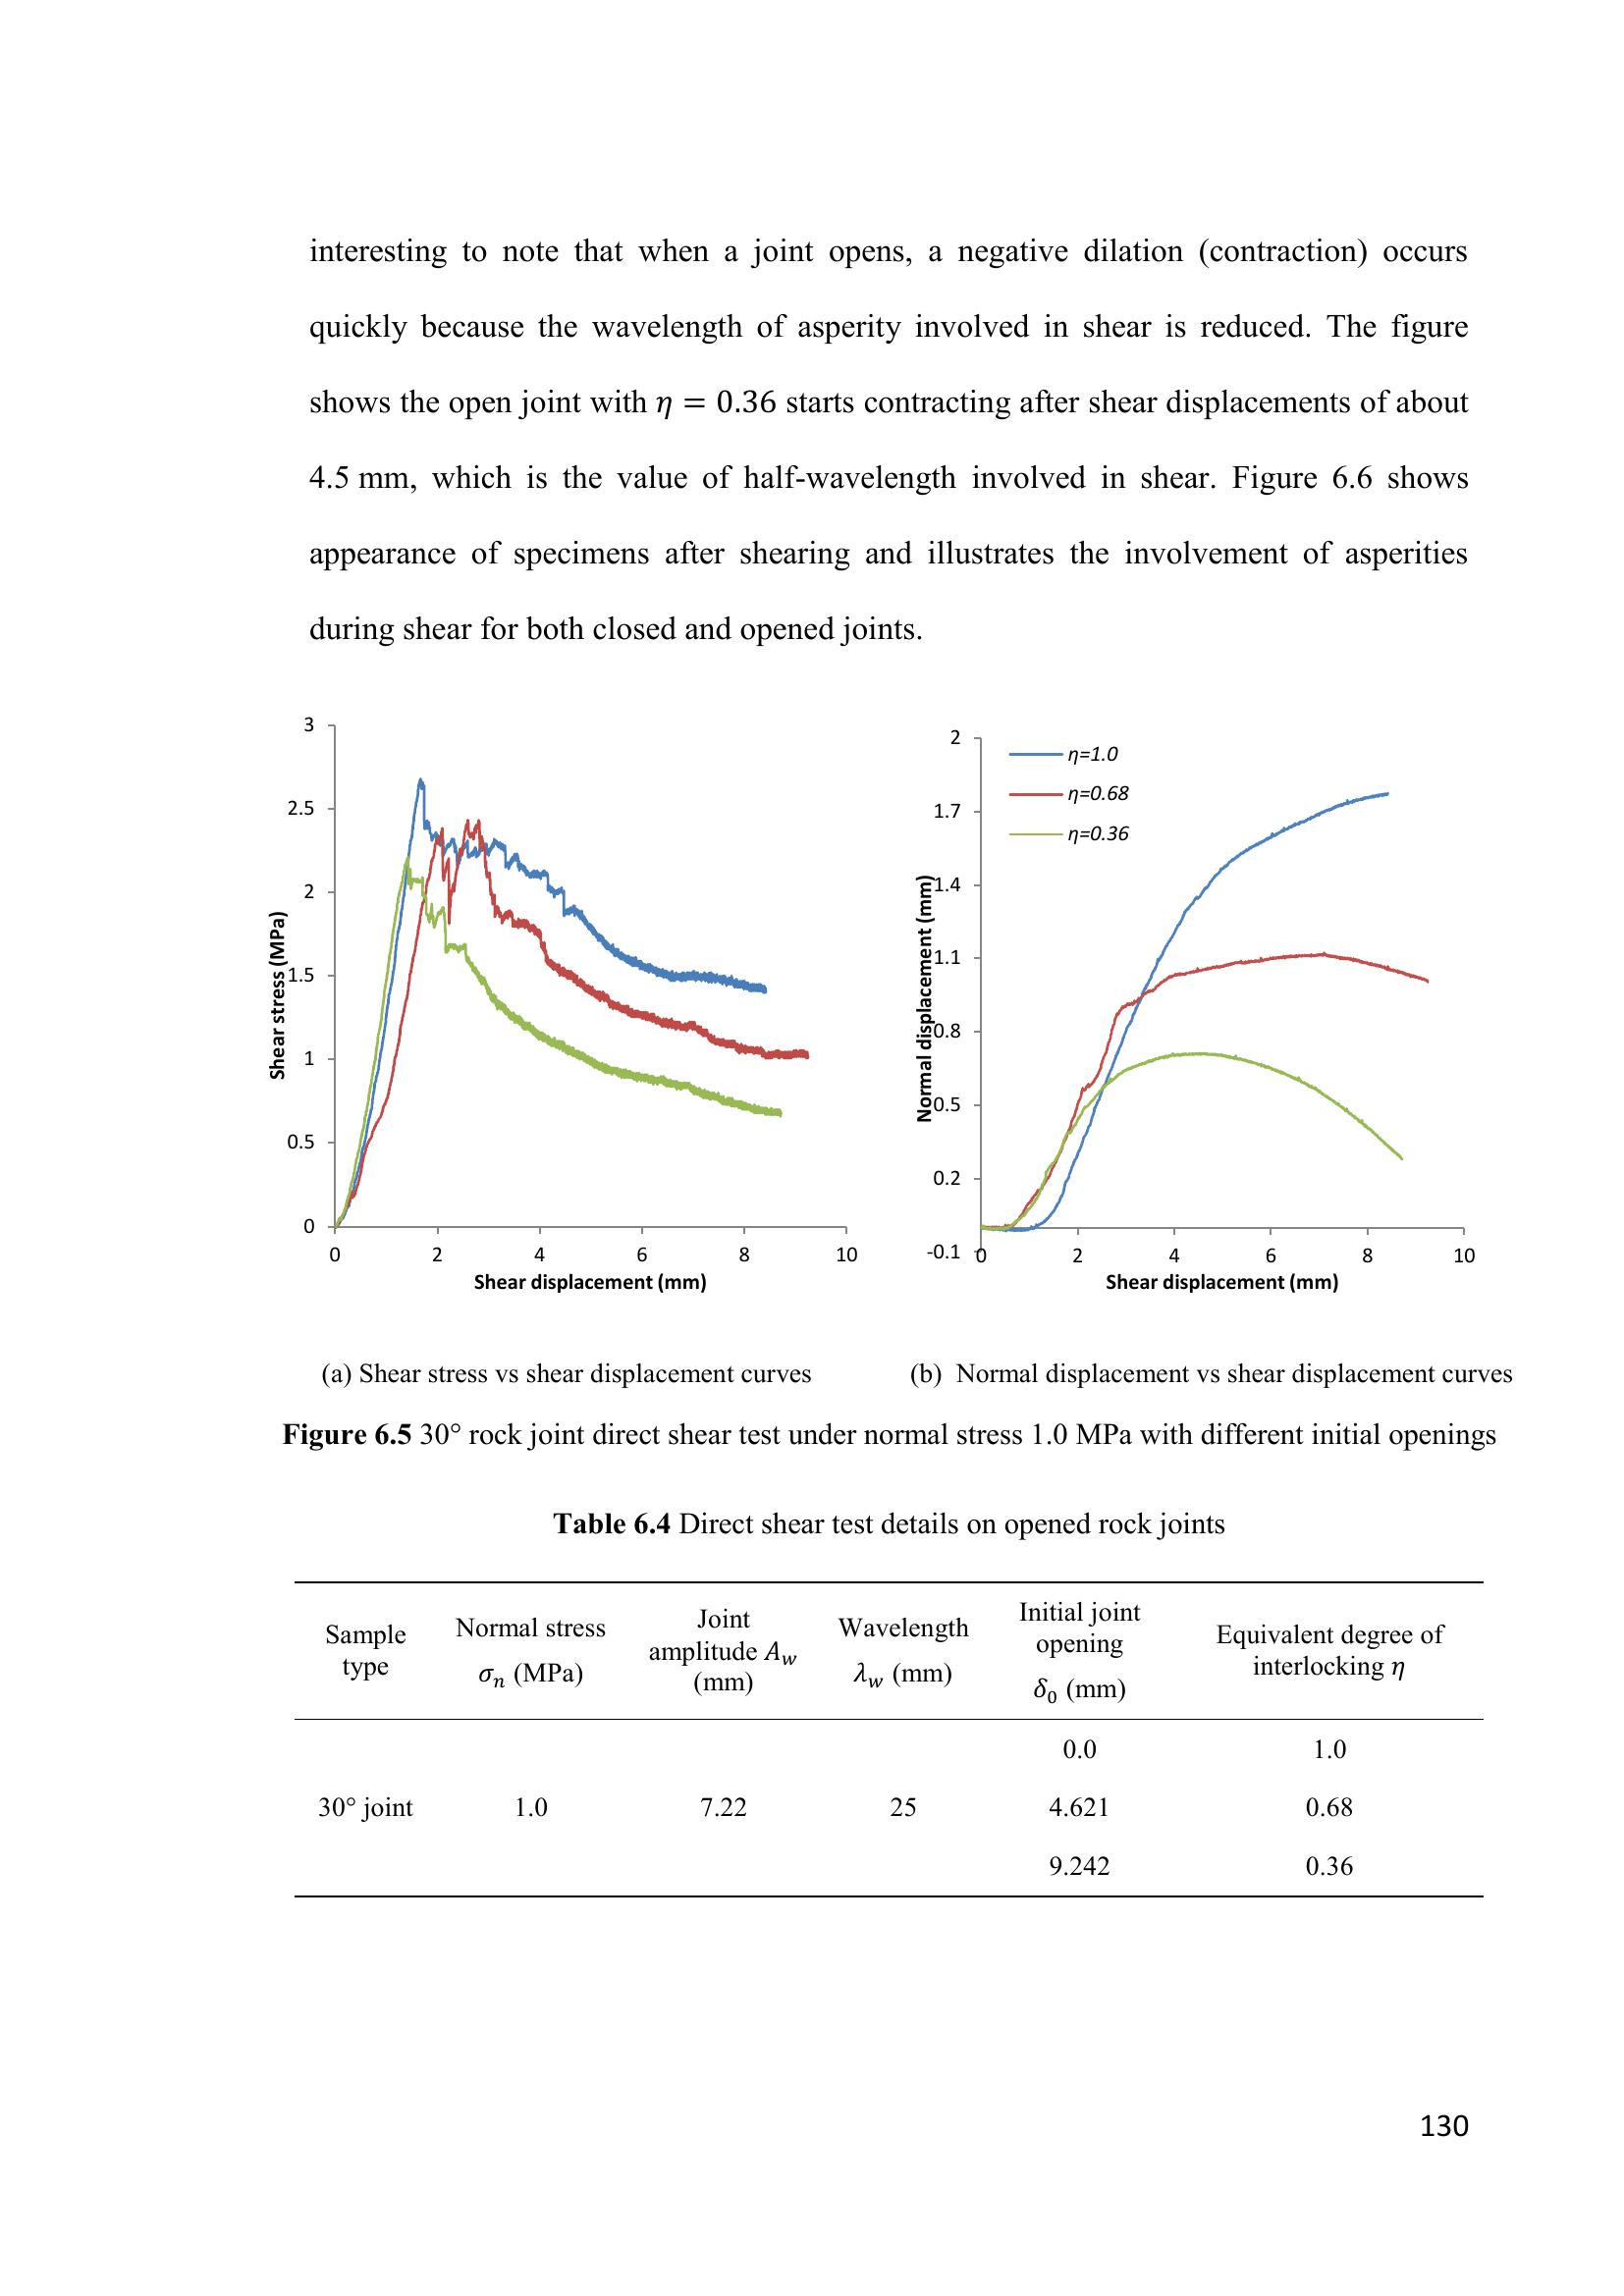 interesting to note that when a joint opens, a negative dilation (contraction) occurs
quickly because the wavelength of asperity involved in shear is reduced. The figure
shows the open joint with η = 0.36 starts contracting after shear displacements of about
4.5 mm, which is the value of half-wavelength involved in shear. Figure 6.6 shows
appearance of specimens after shearing and illustrates the involvement of asperities
during shear for both closed and opened joints.
3
2.5
2
1.5
1
0.5
0
Shear stress (MPa)
0 2 4 6 8 10
Shear displacement (mm)
2
1.7
1.4
1.1
0.8
0.5
0.2
-0.1
Normal displacement (mm)
η=1.0
η=0.68
η=0.36
0 2 4 6 8 10
Shear displacement (mm)
(a) Shear stress vs shear displacement curves
(b) Normal displacement vs shear displacement curves
Figure 6.5 30° rock joint direct shear test under normal stress 1.0 MPa with different initial openings
Table 6.4 Direct shear test details on opened rock joints
Sample
type
Normal stress
σn (MPa)
Joint
amplitude Aw
(mm)
Wavelength
λw (mm)
Initial joint
opening
δ0 (mm)
Equivalent degree of
interlocking η
0.0 1.0
30° joint 1.0 7.22 25 4.621 0.68
9.242 0.36
130